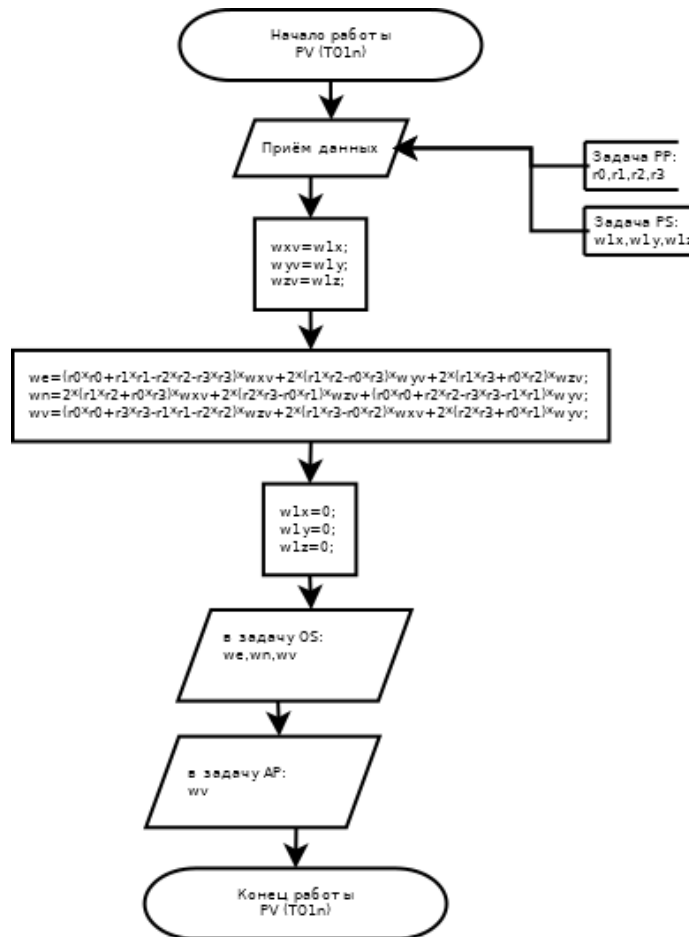 Начало работы
PV (T01n)
Приём данных
Задача PP:
r0,r1,r2,r3
Задача PS:
w1x,w1y,w1z
wxv=w1x;
wyv=w1y;
wzv=w1z;
we=(r0*r0+r1*r1-r2*r2-r3*r3)*wxv+2*(r1*r2-r0*r3)*wyv+2*(r1*r3+r0*r2)*wzv;
wn=2*(r1*r2+r0*r3)*wxv+2*(r2*r3-r0*r1)*wzv+(r0*r0+r2*r2-r3*r3-r1*r1)*wyv;
wv=(r0*r0+r3*r3-r1*r1-r2*r2)*wzv+2*(r1*r3-r0*r2)*wxv+2*(r2*r3+r0*r1)*wyv;
w1x=0;
w1y=0;
w1z=0;
в задачу OS:
we,wn,wv
в задачу AP:
wv
Конец работы
PV (T01n)